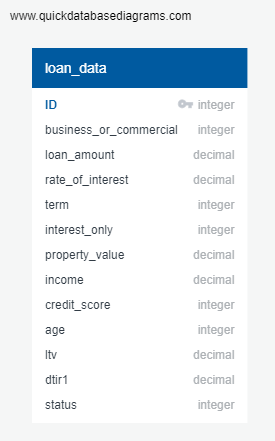 www.quickdatabasediagrams.com
loan_data
ID integer
business_or_commercial integer
loan_amount decimal
rate_of_interest decimal
term integer
interest_only integer
property_value decimal
income decimal
credit_score integer
age integer
ltv decimal
dtir1 decimal
status integer